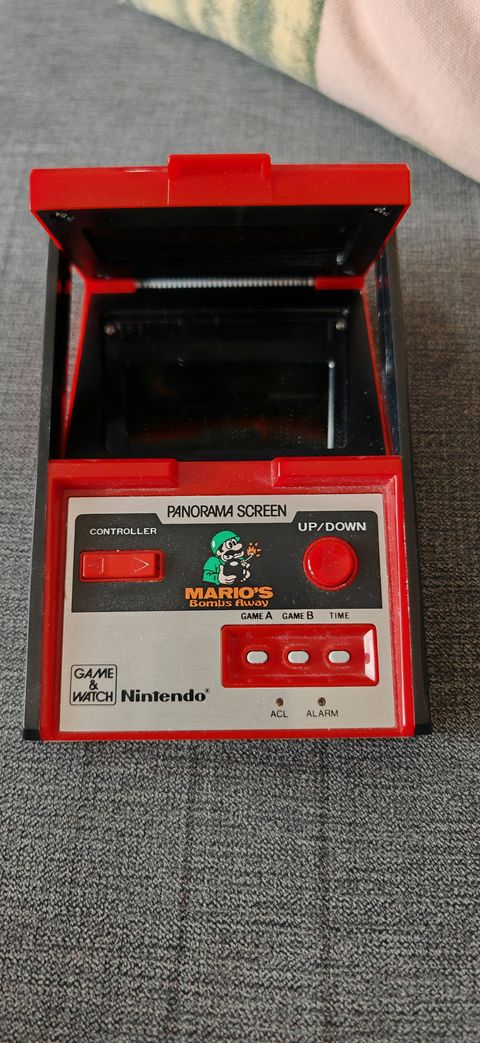 PANORAMA SCREEN
CONTROLLER
UP/DOWN
MARIO'S
Bombs Away
GAME A GAME B TIME
GAME
&
WATCH
Nintendo®
ACL ALARM